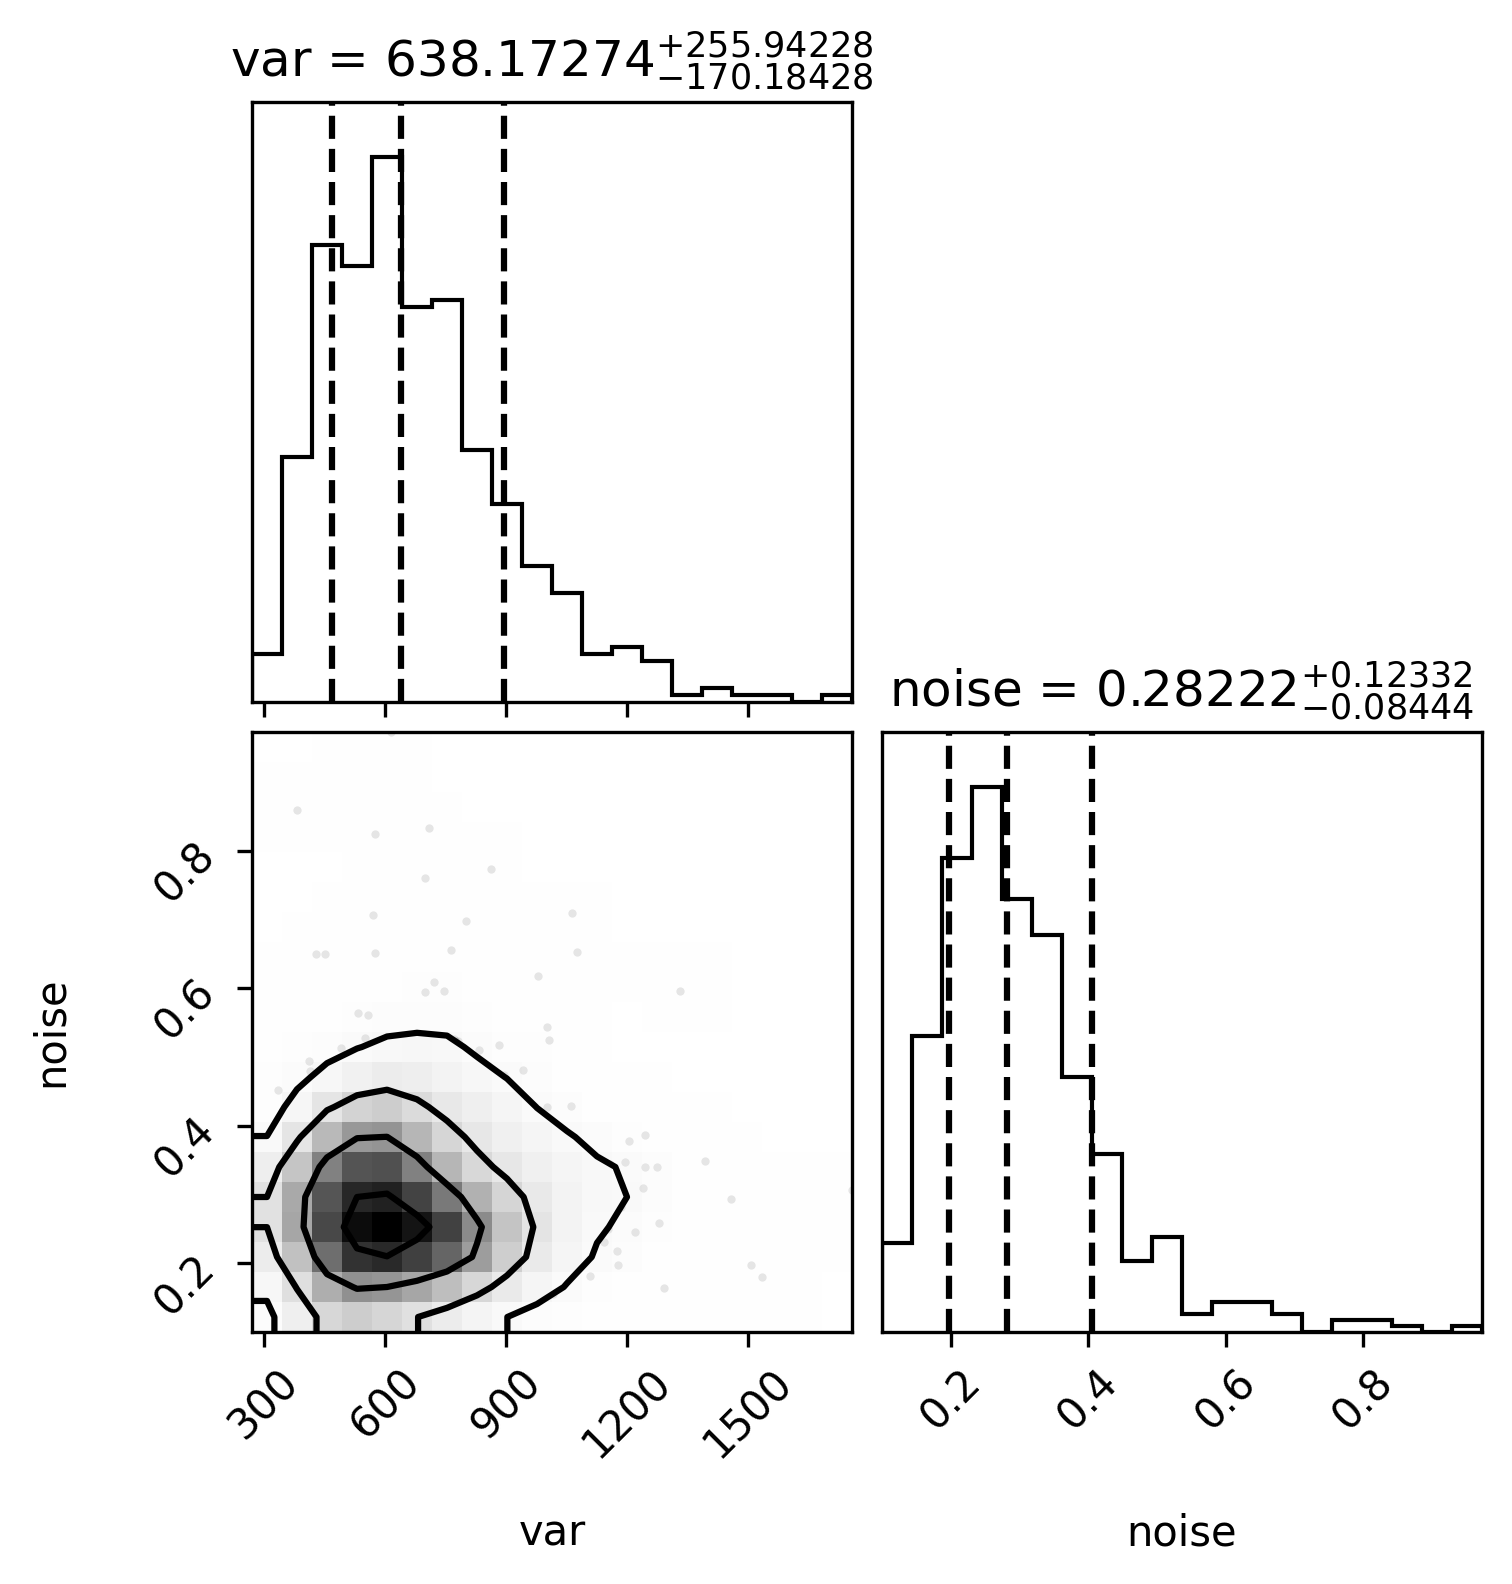 var = 638.17274+255.94228−170.18428
noise = 0.28222+0.12332−0.08444
0.8
0.6
0.4
0.2
noise
300 600 900 1200 1500
0.2 0.4 0.6 0.8
var
noise